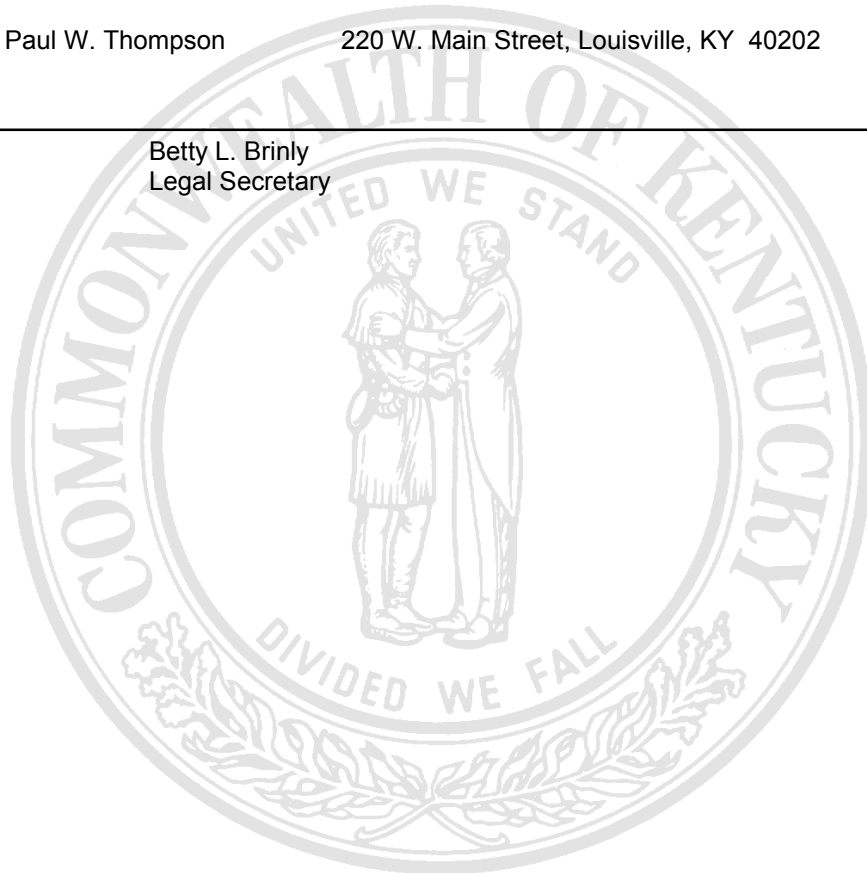 Paul W. Thompson 220 W. Main Street, Louisville, KY 40202
Betty L. Brinly
Legal Secretary
COMMONWEALTH OF KENTUCKY
UNITED WE STAND
DIVIDED WE FALL